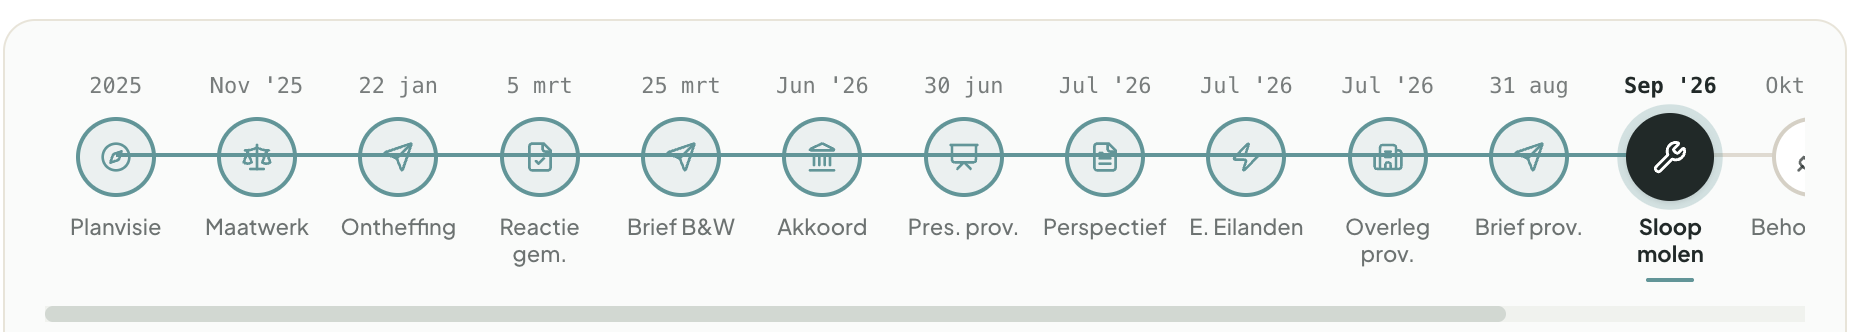 2025 Nov '25 22 jan 5 mrt 25 mrt Jun '26 30 jun Jul '26 Jul '26 Jul '26 31 aug Sep '26 Okt
Planvisie Maatwerk Ontheffing Reactie Brief B&W Akkoord Pres. prov. Perspectief E. Eilanden Overleg Brief prov. Sloop Beho
gem. prov. molen